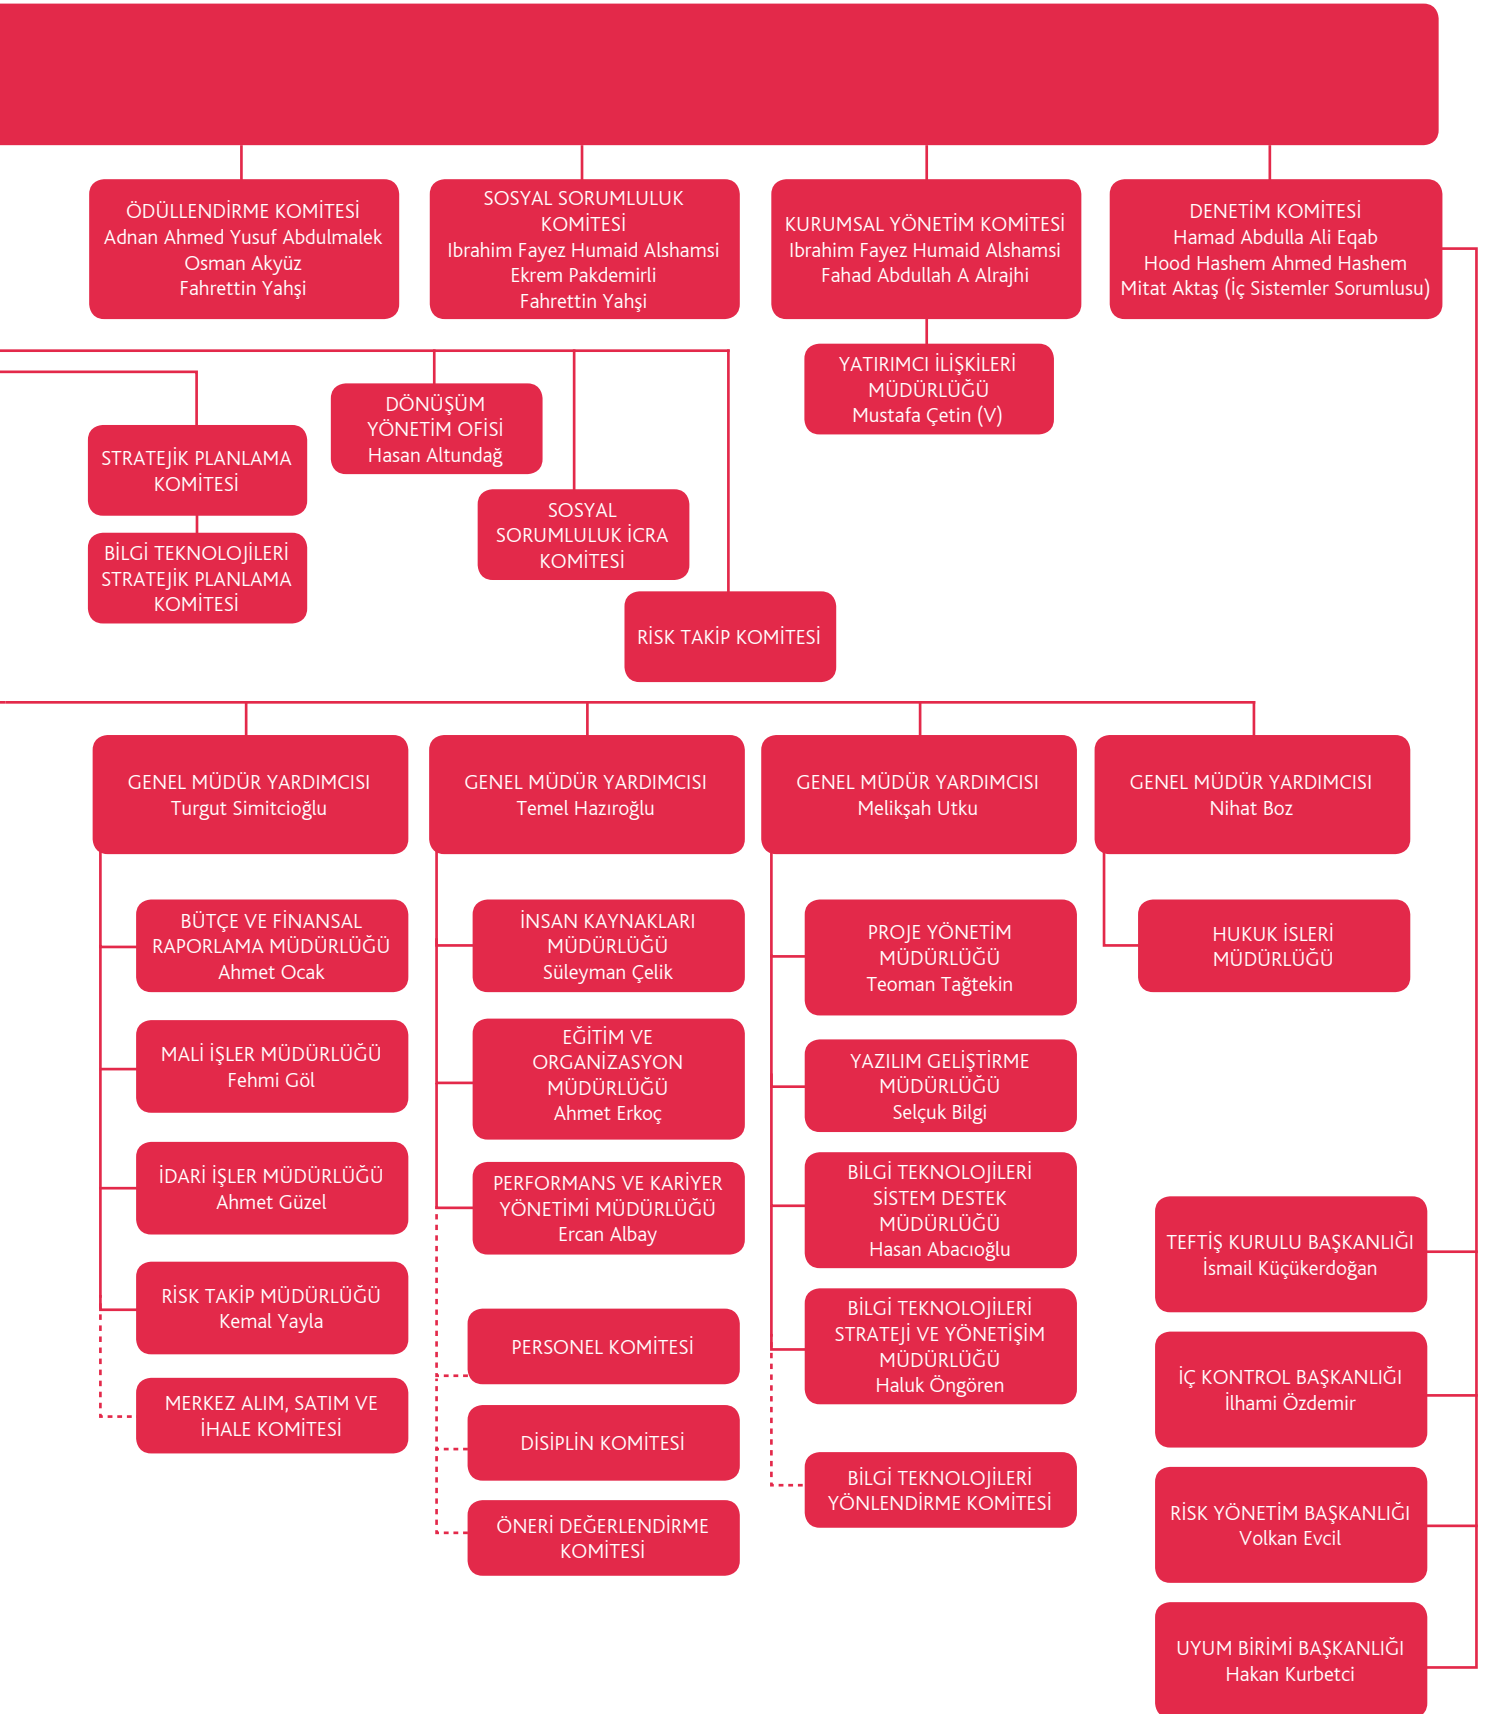 ÖDÜLLENDİRME KOMİTESİ
Adnan Ahmed Yusuf Abdulmalek
Osman Akyüz
Fahrettin Yahşi
SOSYAL SORUMLULUK
KOMİTESİ
Ibrahim Fayez Humaid Alshamsi
Ekrem Pakdemirli
Fahrettin Yahşi
KURUMSAL YÖNETİM KOMİTESİ
Ibrahim Fayez Humaid Alshamsi
Fahad Abdullah A Alrajhi
DENETİM KOMİTESİ
Hamad Abdulla Ali Eqab
Hood Hashem Ahmed Hashem
Mitat Aktaş (İç Sistemler Sorumlusu)
YATIRIMCI İLİŞKİLERİ
MÜDÜRLÜĞÜ
Mustafa Çetin (V)
DÖNÜŞÜM
YÖNETİM OFİSİ
Hasan Altundağ
STRATEJİK PLANLAMA
KOMİTESİ
SOSYAL
SORUMLULUK İCRA
KOMİTESİ
BİLGİ TEKNOLOJİLERİ
STRATEJİK PLANLAMA
KOMİTESİ
RİSK TAKİP KOMİTESİ
GENEL MÜDÜR YARDIMCISI
Turgut Simitcioğlu
GENEL MÜDÜR YARDIMCISI
Temel Hazıroğlu
GENEL MÜDÜR YARDIMCISI
Melikşah Utku
GENEL MÜDÜR YARDIMCISI
Nihat Boz
BÜTÇE VE FİNANSAL
RAPORLAMA MÜDÜRLÜĞÜ
Ahmet Ocak
MALİ İŞLER MÜDÜRLÜĞÜ
Fehmi Göl
İDARİ İŞLER MÜDÜRLÜĞÜ
Ahmet Güzel
RİSK TAKİP MÜDÜRLÜĞÜ
Kemal Yayla
MERKEZ ALIM, SATIM VE
İHALE KOMİTESİ
İNSAN KAYNAKLARI
MÜDÜRLÜĞÜ
Süleyman Çelik
EĞİTİM VE
ORGANİZASYON
MÜDÜRLÜĞÜ
Ahmet Erkoç
PERFORMANS VE KARİYER
YÖNETİMİ MÜDÜRLÜĞÜ
Ercan Albay
PERSONEL KOMİTESİ
DİSİPLİN KOMİTESİ
ÖNERİ DEĞERLENDİRME
KOMİTESİ
PROJE YÖNETİM
MÜDÜRLÜĞÜ
Teoman Tağtekin
YAZILIM GELİŞTİRME
MÜDÜRLÜĞÜ
Selçuk Bilgi
BİLGİ TEKNOLOJİLERİ
SİSTEM DESTEK
MÜDÜRLÜĞÜ
Hasan Abacıoğlu
BİLGİ TEKNOLOJİLERİ
STRATEJİ VE YÖNETİŞİM
MÜDÜRLÜĞÜ
Haluk Öngören
BİLGİ TEKNOLOJİLERİ
YÖNLENDİRME KOMİTESİ
HUKUK İSLERİ
MÜDÜRLÜĞÜ
TEFTİŞ KURULU BAŞKANLIĞI
İsmail Küçükerdoğan
İÇ KONTROL BAŞKANLIĞI
İlhami Özdemir
RİSK YÖNETİM BAŞKANLIĞI
Volkan Evcil
UYUM BİRİMİ BAŞKANLIĞI
Hakan Kurbetci